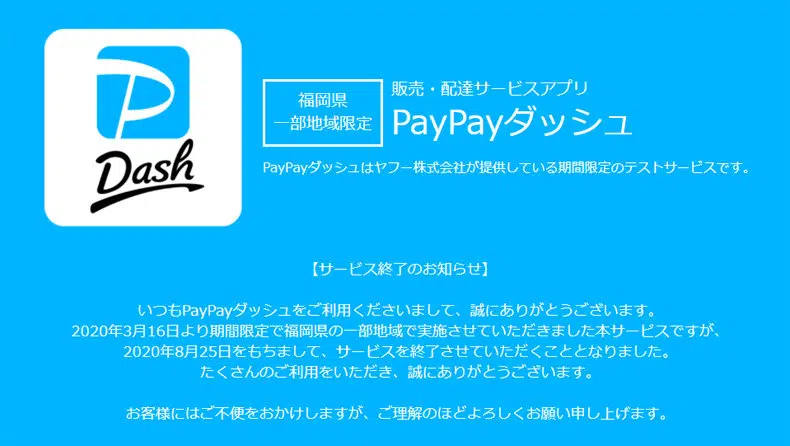 P
Dash
福岡県
一部地域限定
販売・配達サービスアプリ
PayPayダッシュ
PayPayダッシュはヤフー株式会社が提供している期間限定のテストサービスです。
【サービス終了のお知らせ】
いつもPayPayダッシュをご利用くださいまして、誠にありがとうございます。
2020年3月16日より期間限定で福岡県の一部地域で実施させていただきました本サービスですが、
2020年8月25日をもちまして、サービスを終了させていただくこととなりました。
たくさんのご利用をいただき、誠にありがとうございます。
お客様にはご不便をおかけしますが、ご理解のほどよろしくお願い申し上げます。